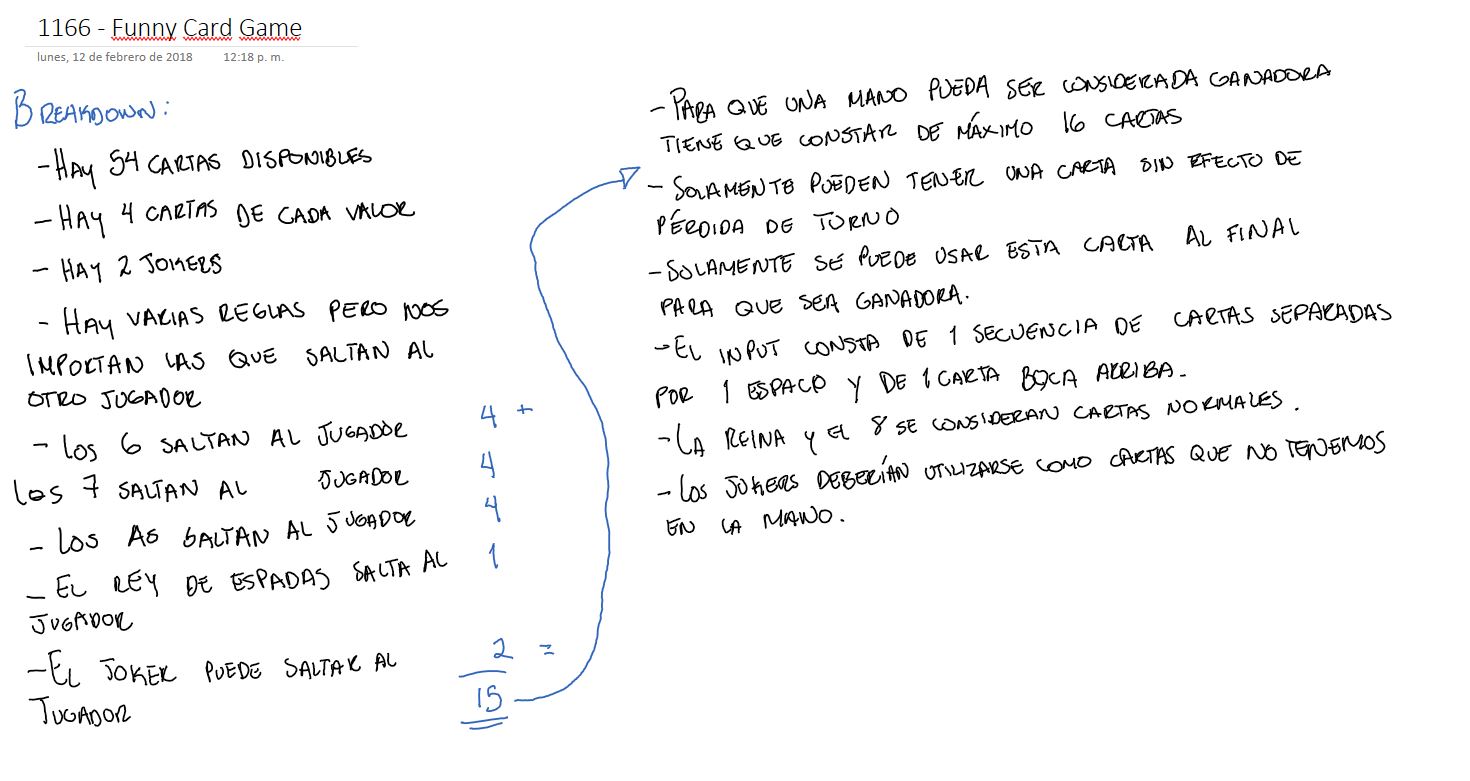 1166 - Funny Card Game
lunes, 12 de febrero de 2018 12:18 p. m.
BREAKDOWN:
- HAY 54 CARTAS DISPONIBLES
- HAY 4 CARTAS DE CADA VALOR
- HAY 2 JOKERS
- HAY VARIAS REGLAS PERO NOS
IMPORTAN LAS QUE SALTAN AL
OTRO JUGADOR
- LOS 6 SALTAN AL JUGADOR 4 +
LOS 7 SALTAN AL JUGADOR 4
- LOS AS SALTAN AL JUGADOR 4
- EL REY DE ESPADAS SALTA AL 1
JUGADOR
- EL JOKER PUEDE SALTAR AL 2 =
JUGADOR 15
- PARA QUE UNA MANO PUEDA SER CONSIDERADA GANADORA
TIENE QUE CONSTAR DE MÁXIMO 16 CARTAS
- SOLAMENTE PUEDEN TENER UNA CARTA SIN EFECTO DE
PÉRDIDA DE TURNO
- SOLAMENTE SE PUEDE USAR ESTA CARTA AL FINAL
PARA QUE SEA GANADORA.
- EL INPUT CONSTA DE 1 SECUENCIA DE CARTAS SEPARADAS
POR 1 ESPACO Y DE 1 CARTA BOCA ARRIBA.
- LA REINA Y EL 8 SE CONSIDERAN CARTAS NORMALES.
- LOS JOKERS DEBERÍAN UTILIZARSE COMO CARTAS QUE NO TENEMOS
EN LA MANO.